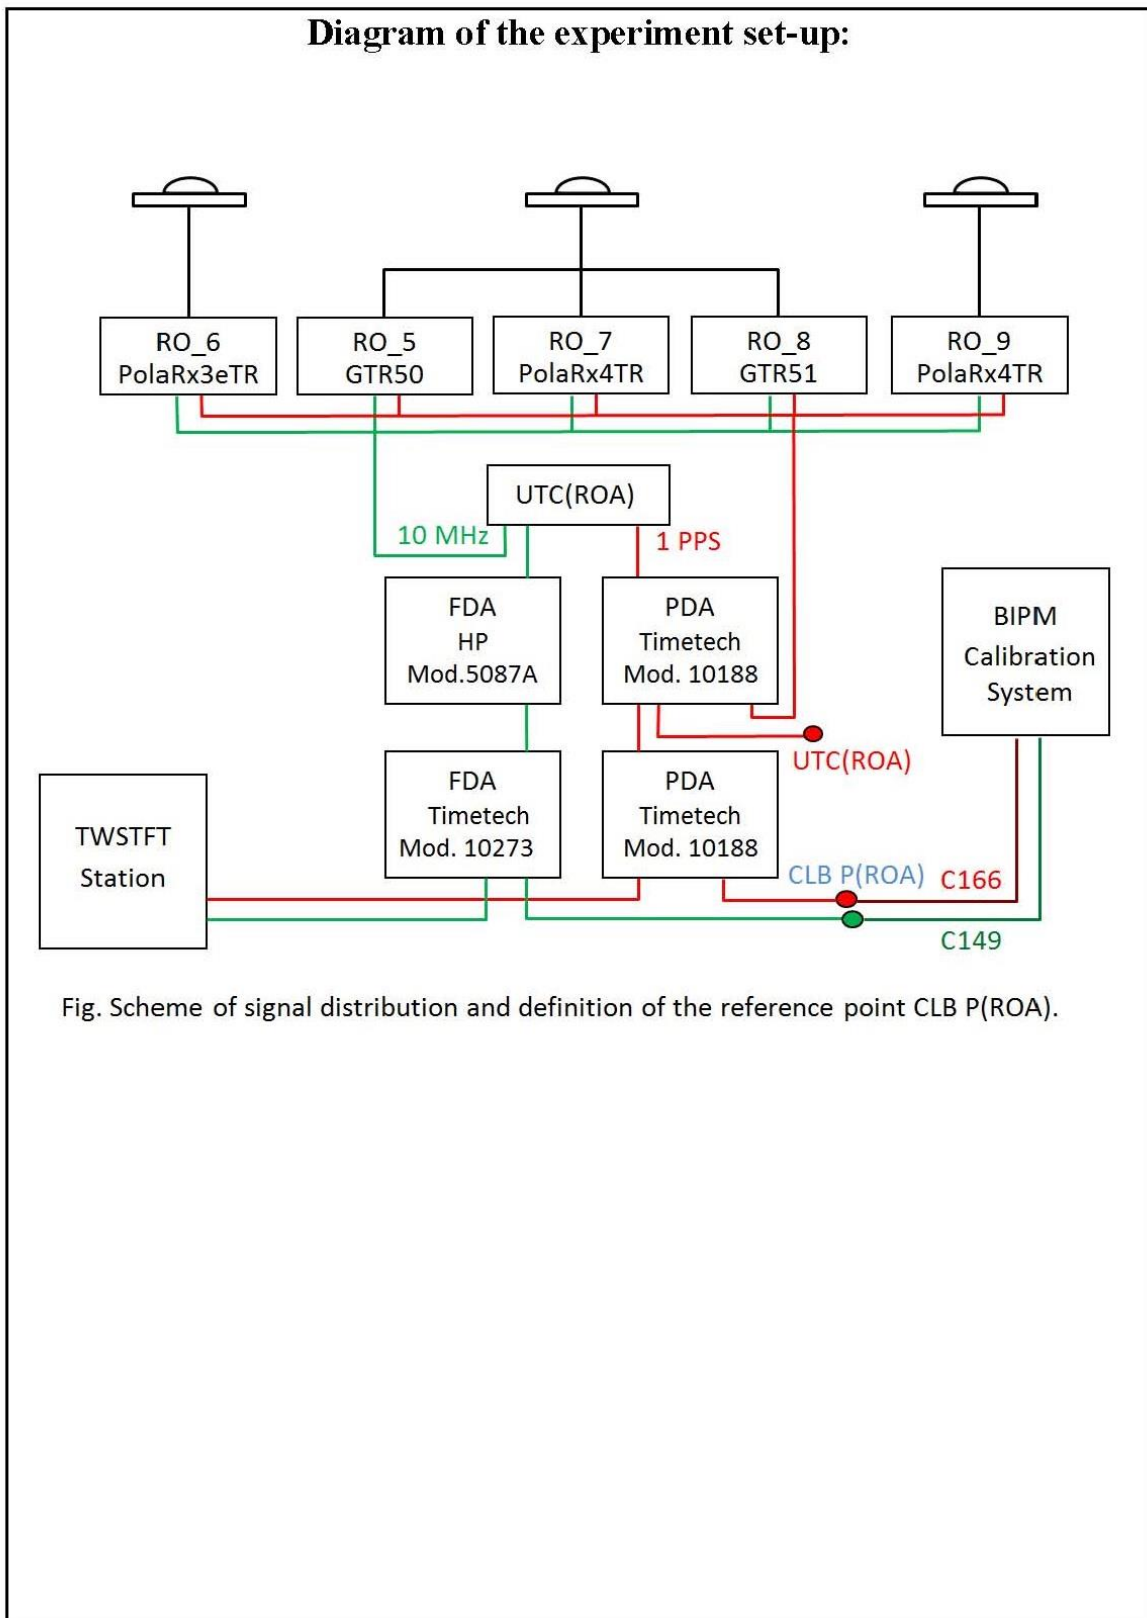 Diagram of the experiment set-up:
RO_6
PolaRx3eTR
RO_5
GTR50
RO_7
PolaRx4TR
RO_8
GTR51
RO_9
PolaRx4TR
UTC(ROA)
10 MHz
1 PPS
FDA
HP
Mod.5087A
PDA
Timetech
Mod. 10188
BIPM
Calibration
System
UTC(ROA)
TWSTFT
Station
FDA
Timetech
Mod. 10273
PDA
Timetech
Mod. 10188
CLB P(ROA)
C166
C149
Fig. Scheme of signal distribution and definition of the reference point CLB P(ROA).